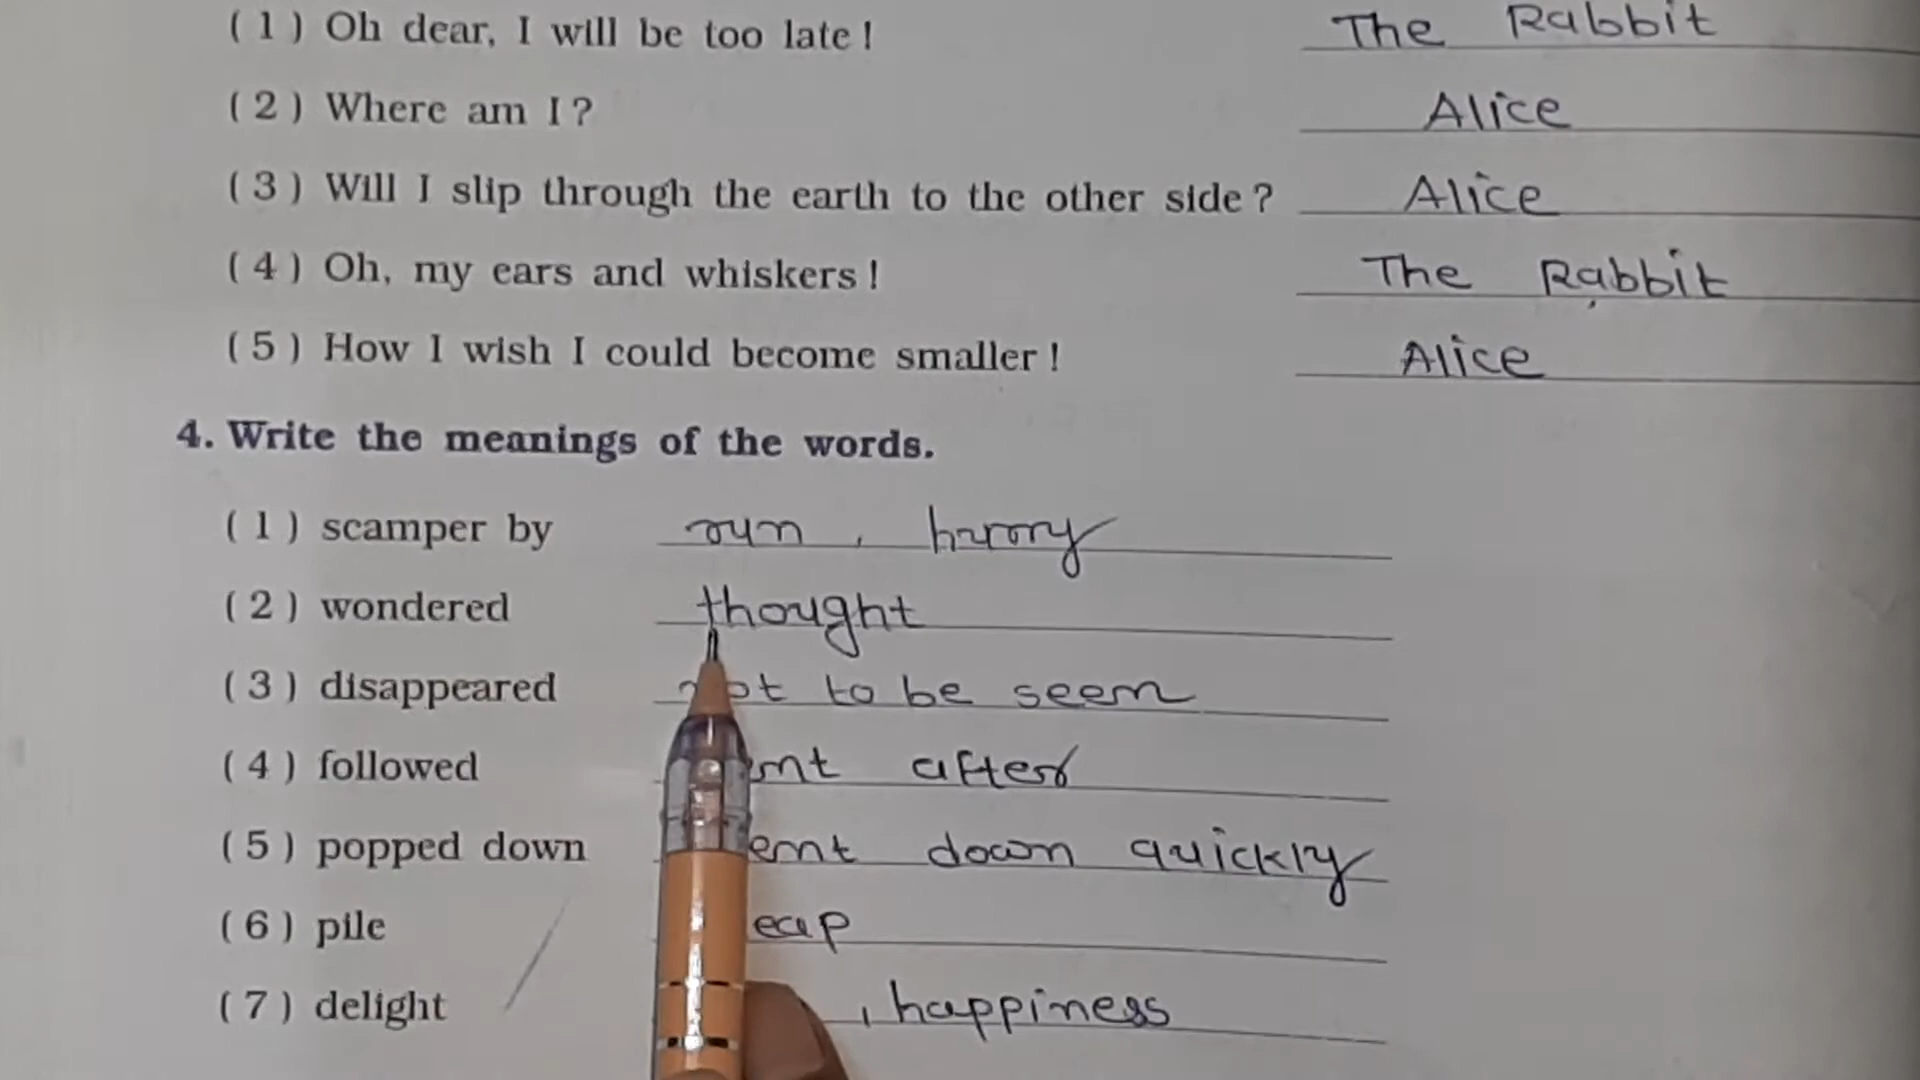 (1) Oh dear, I will be too late! The Rabbit
(2) Where am I? Alice
(3) Will I slip through the earth to the other side? Alice
(4) Oh, my ears and whiskers! The Rabbit
(5) How I wish I could become smaller! Alice
4. Write the meanings of the words.
(1) scamper by run, hurry
(2) wondered thought
(3) disappeared not to be seen
(4) followed after
(5) popped down down quickly
(6) pile
(7) delight , happiness